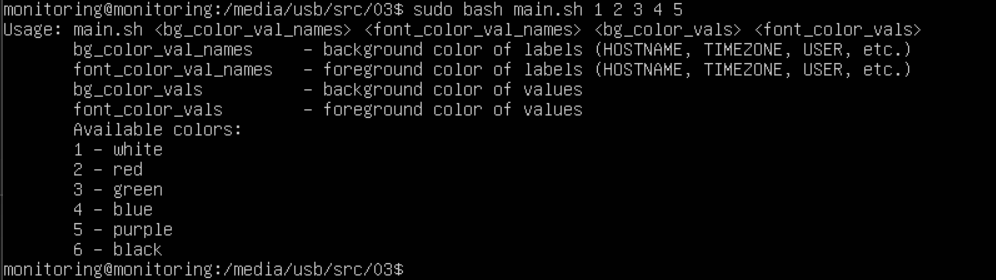 monitoring@monitoring:/media/usb/src/03$ sudo bash main.sh 1 2 3 4 5
Usage: main.sh <bg_color_val_names> <font_color_val_names> <bg_color_vals> <font_color_vals>
bg_color_val_names - background color of labels (HOSTNAME, TIMEZONE, USER, etc.)
font_color_val_names - foreground color of labels (HOSTNAME, TIMEZONE, USER, etc.)
bg_color_vals - background color of values
font_color_vals - foreground color of values
Available colors:
1 - white
2 - red
3 - green
4 - blue
5 - purple
6 - black
monitoring@monitoring:/media/usb/src/03$